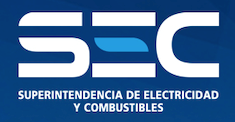 SEC
SUPERINTENDENCIA DE ELECTRICIDAD
Y COMBUSTIBLES